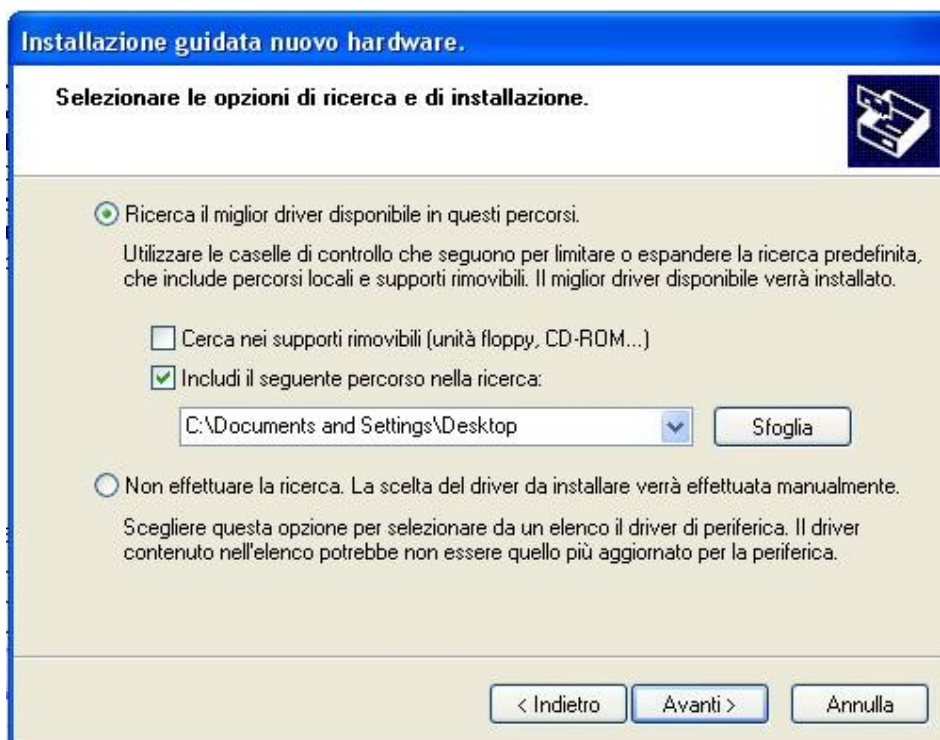 Installazione guidata nuovo hardware.
Selezionare le opzioni di ricerca e di installazione.
Ricerca il miglior driver disponibile in questi percorsi.
Utilizzare le caselle di controllo che seguono per limitare o espandere la ricerca predefinita,
che include percorsi locali e supporti rimovibili. Il miglior driver disponibile verrà installato.
Cerca nei supporti rimovibili (unità floppy, CD-ROM...)
Includi il seguente percorso nella ricerca:
C:\Documents and Settings\Desktop
Sfoglia
Non effettuare la ricerca. La scelta del driver da installare verrà effettuata manualmente.
Scegliere questa opzione per selezionare da un elenco il driver di periferica. Il driver
contenuto nell'elenco potrebbe non essere quello più aggiornato per la periferica.
< Indietro
Avanti >
Annulla